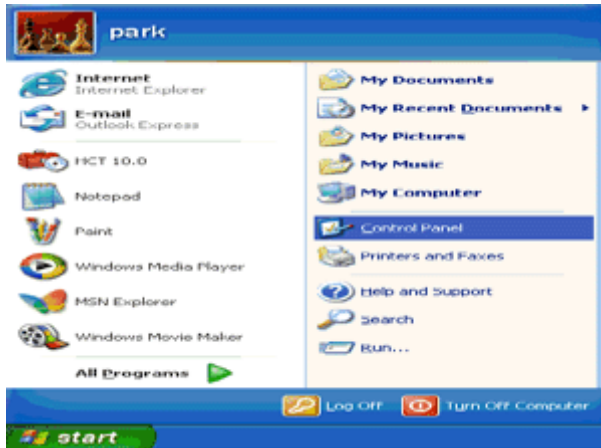 park
Internet
Internet Explorer
E-mail
Outlook Express
HCT 10.0
Notepad
Paint
Windows Media Player
MSN Explorer
Windows Movie Maker
All Programs
My Documents
My Recent Documents
My Pictures
My Music
My Computer
Control Panel
Printers and Faxes
Help and Support
Search
Run...
Log Off
Turn Off Computer
start